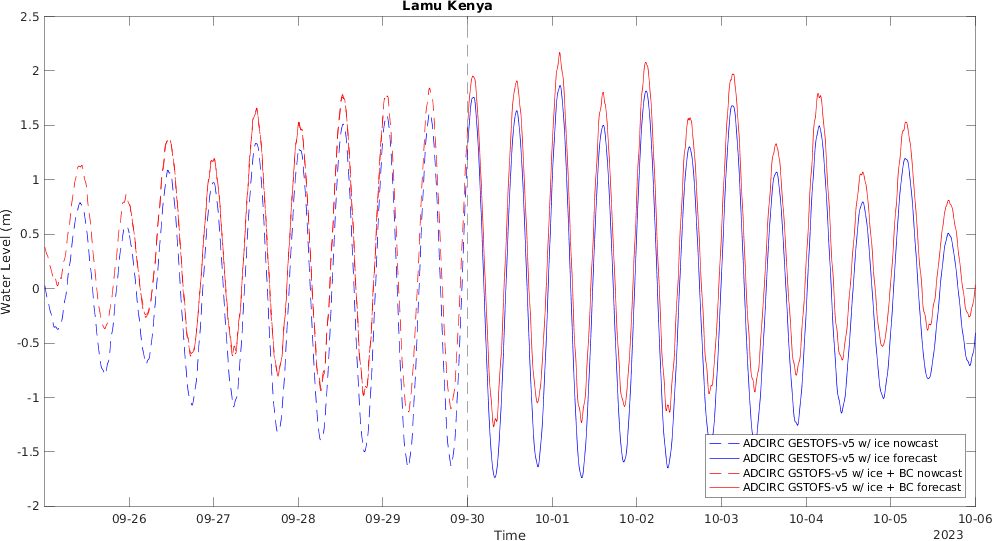 Lamu Kenya
2.5
2
1.5
1
0.5
0
-0.5
-1
-1.5
-2
Water Level (m)
09-26 09-27 09-28 09-29 09-30 10-01 10-02 10-03 10-04 10-05 10-06
Time
2023
ADCIRC GESTOFS-v5 w/ ice nowcast
ADCIRC GESTOFS-v5 w/ ice forecast
ADCIRC GSTOFS-v5 w/ ice + BC nowcast
ADCIRC GSTOFS-v5 w/ ice + BC forecast